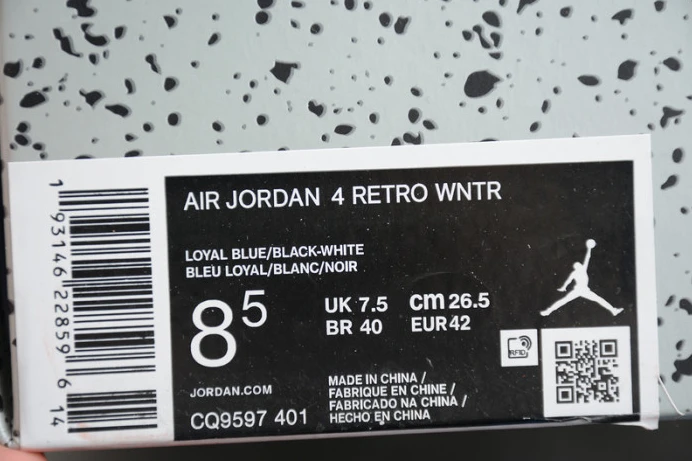 AIR JORDAN 4 RETRO WNTR
LOYAL BLUE/BLACK-WHITE
BLEU LOYAL/BLANC/NOIR
8 5
UK 7.5 cm 26.5
BR 40 EUR 42
RFID
JORDAN.COM
CQ9597 401
MADE IN CHINA /
FABRIQUE EN CHINE /
FABRICADO NA CHINA /
HECHO EN CHINA
1 93146 22859 6 14